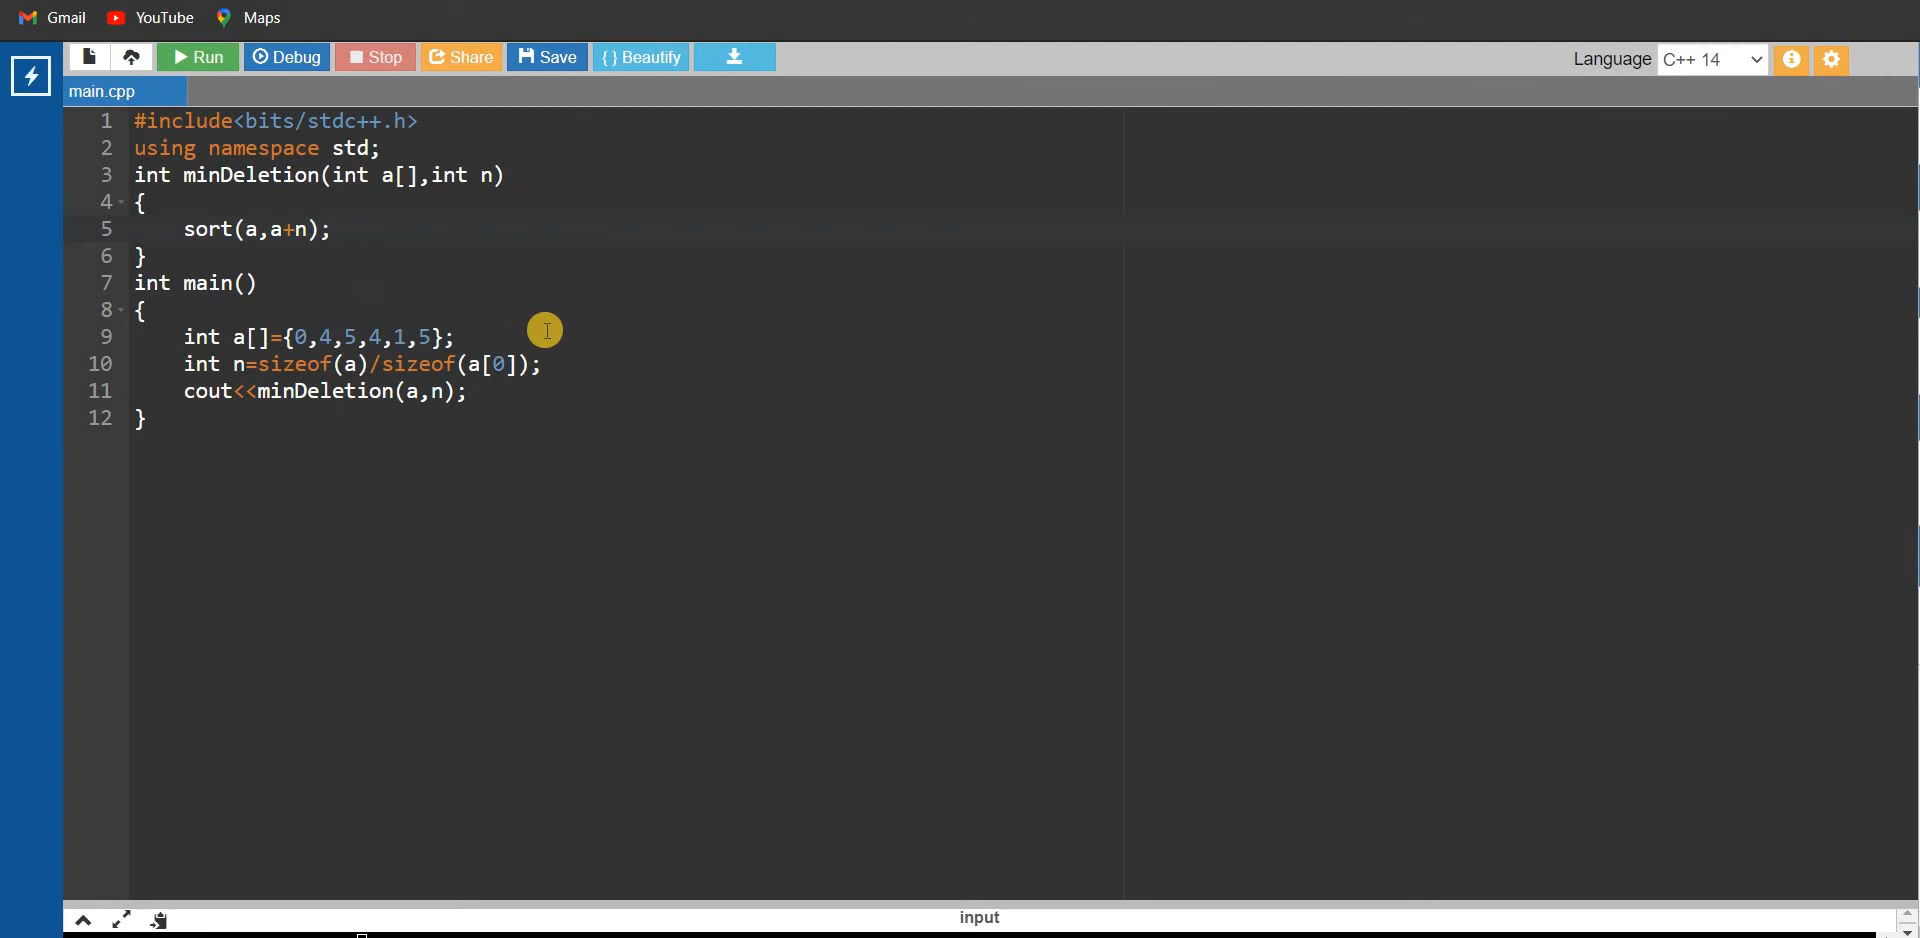 Gmail YouTube Maps
Run Debug Stop Share Save { } Beautify Language C++ 14
main.cpp
1 #include<bits/stdc++.h>
2 using namespace std;
3 int minDeletion(int a[],int n)
4 {
5 sort(a,a+n);
6 }
7 int main()
8 {
9 int a[]={0,4,5,4,1,5};
10 int n=sizeof(a)/sizeof(a[0]);
11 cout<<minDeletion(a,n);
12 }
input